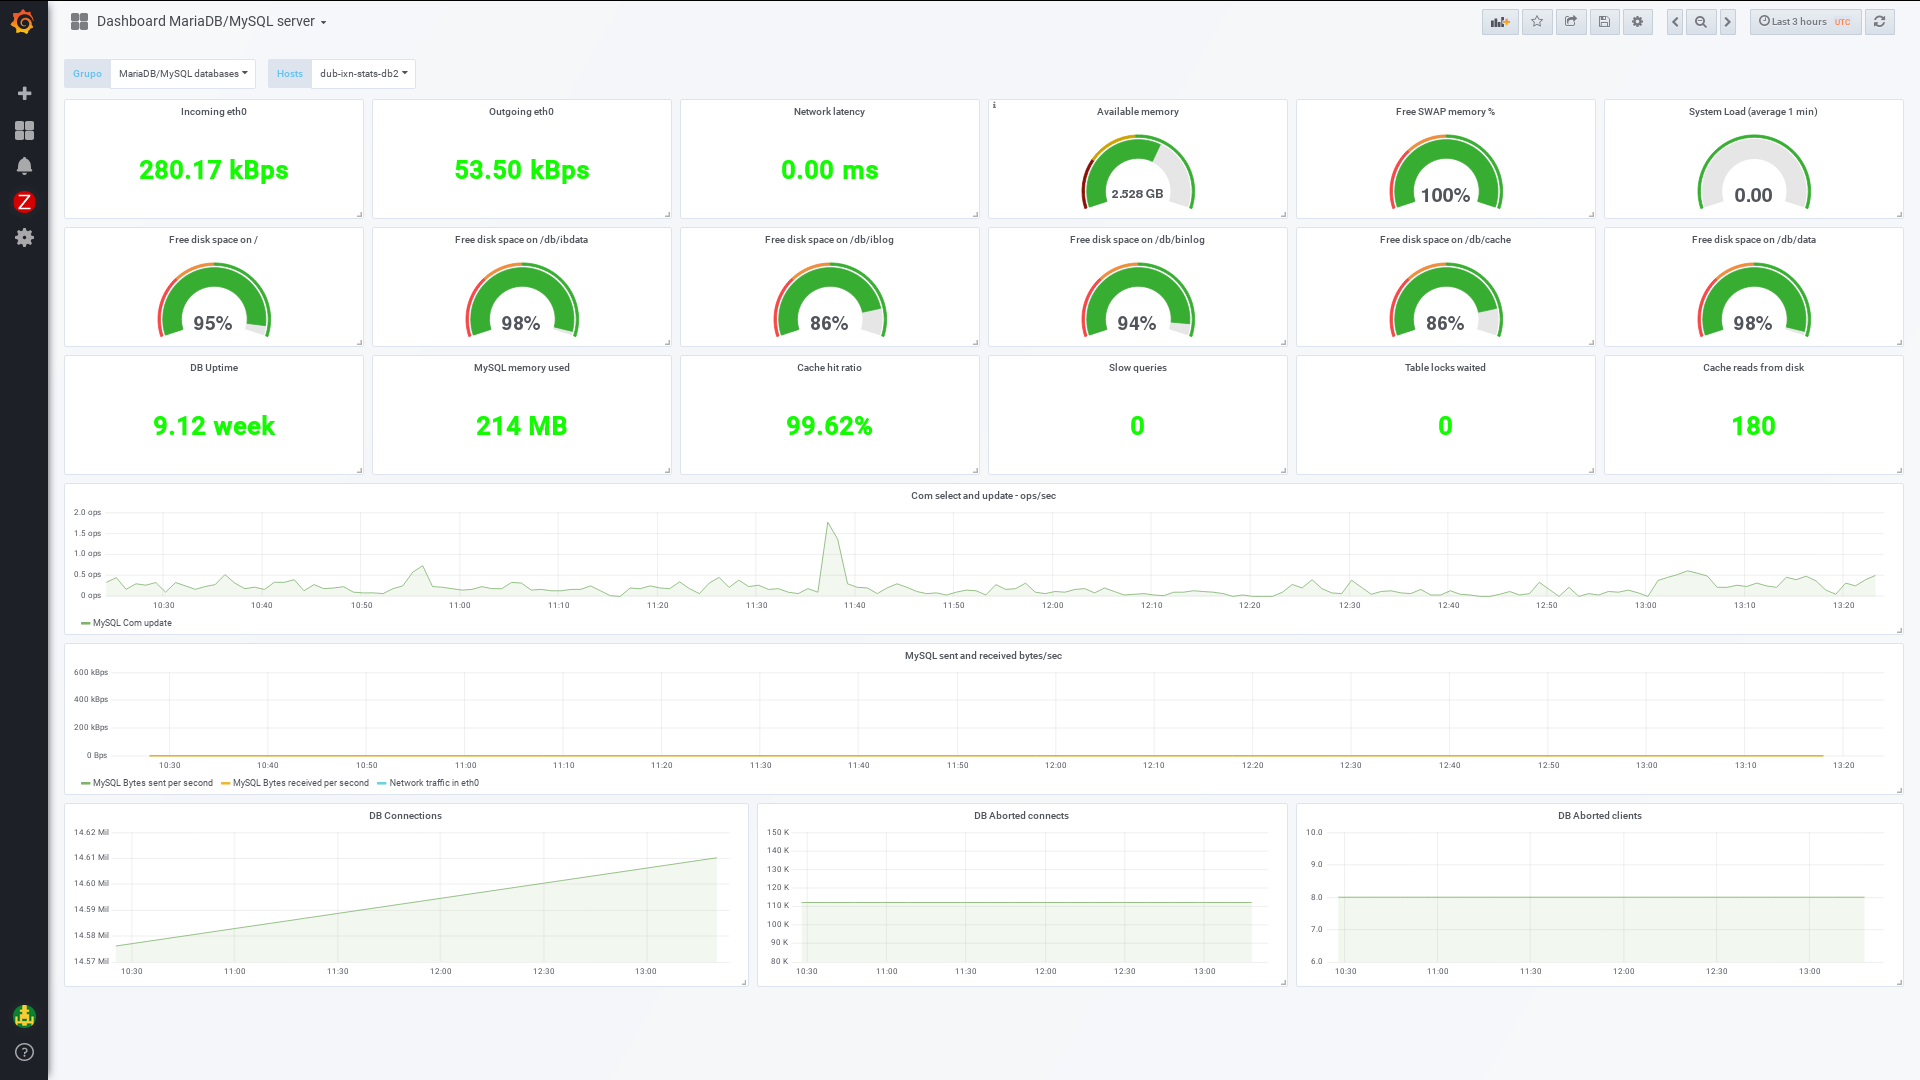 Dashboard MariaDB/MySQL server
Last 3 hours UTC
Grupo MariaDB/MySQL databases Hosts dub-ixn-stats-db2
Incoming eth0
280.17 kBps
Outgoing eth0
53.50 kBps
Network latency
0.00 ms
i
Available memory
2.528 GB
Free SWAP memory %
100%
System Load (average 1 min)
0.00
Free disk space on /
95%
Free disk space on /db/ibdata
98%
Free disk space on /db/iblog
86%
Free disk space on /db/binlog
94%
Free disk space on /db/cache
86%
Free disk space on /db/data
98%
DB Uptime
9.12 week
MySQL memory used
214 MB
Cache hit ratio
99.62%
Slow queries
0
Table locks waited
0
Cache reads from disk
180
Z
Com select and update - ops/sec
2.0 ops
1.5 ops
1.0 ops
0.5 ops
0 ops
10:30 10:40 10:50 11:00 11:10 11:20 11:30 11:40 11:50 12:00 12:10 12:20 12:30 12:40 12:50 13:00 13:10 13:20
MySQL Com update
MySQL sent and received bytes/sec
600 kBps
400 kBps
200 kBps
0 Bps
10:30 10:40 10:50 11:00 11:10 11:20 11:30 11:40 11:50 12:00 12:10 12:20 12:30 12:40 12:50 13:00 13:10 13:20
MySQL Bytes sent per second MySQL Bytes received per second Network traffic in eth0
DB Connections
14.62 Mil
14.61 Mil
14.60 Mil
14.59 Mil
14.58 Mil
14.57 Mil
10:30 11:00 11:30 12:00 12:30 13:00
DB Aborted connects
150 K
140 K
130 K
120 K
110 K
100 K
90 K
80 K
10:30 11:00 11:30 12:00 12:30 13:00
DB Aborted clients
10.0
9.0
8.0
7.0
6.0
10:30 11:00 11:30 12:00 12:30 13:00
?